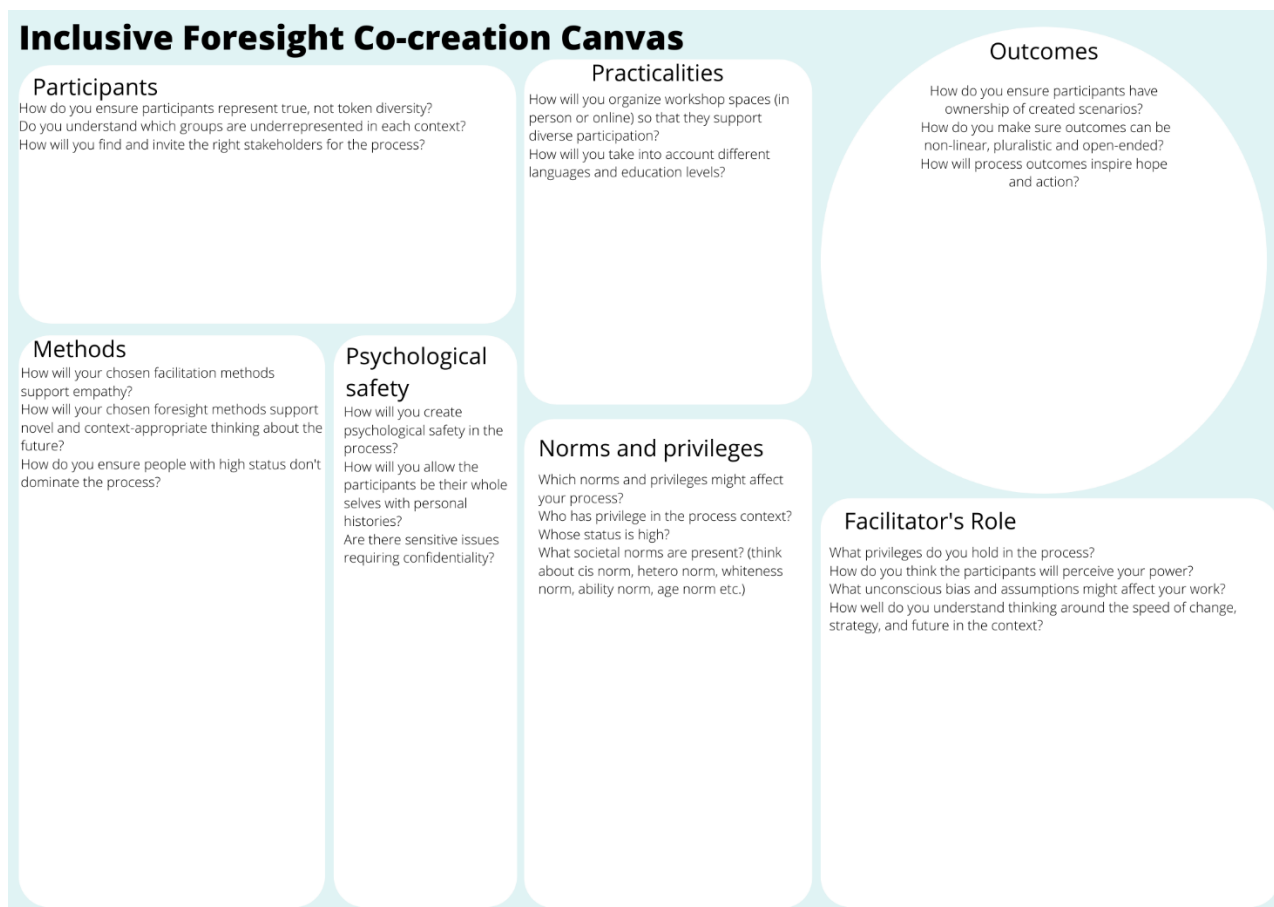 Inclusive Foresight Co-creation Canvas
Participants
How do you ensure participants represent true, not token diversity?
Do you understand which groups are underrepresented in each context?
How will you find and invite the right stakeholders for the process?
Practicalities
How will you organize workshop spaces (in
person or online) so that they support
diverse participation?
How will you take into account different
languages and education levels?
Outcomes
How do you ensure participants have
ownership of created scenarios?
How do you make sure outcomes can be
non-linear, pluralistic and open-ended?
How will process outcomes inspire hope
and action?
Methods
How will your chosen facilitation methods
support empathy?
How will your chosen foresight methods support
novel and context-appropriate thinking about the
future?
How do you ensure people with high status don't
dominate the process?
Psychological
safety
How will you create
psychological safety in the
process?
How will you allow the
participants be their whole
selves with personal
histories?
Are there sensitive issues
requiring confidentiality?
Norms and privileges
Which norms and privileges might affect
your process?
Who has privilege in the process context?
Whose status is high?
What societal norms are present? (think
about cis norm, hetero norm, whiteness
norm, ability norm, age norm etc.)
Facilitator's Role
What privileges do you hold in the process?
How do you think the participants will perceive your power?
What unconscious bias and assumptions might affect your work?
How well do you understand thinking around the speed of change,
strategy, and future in the context?